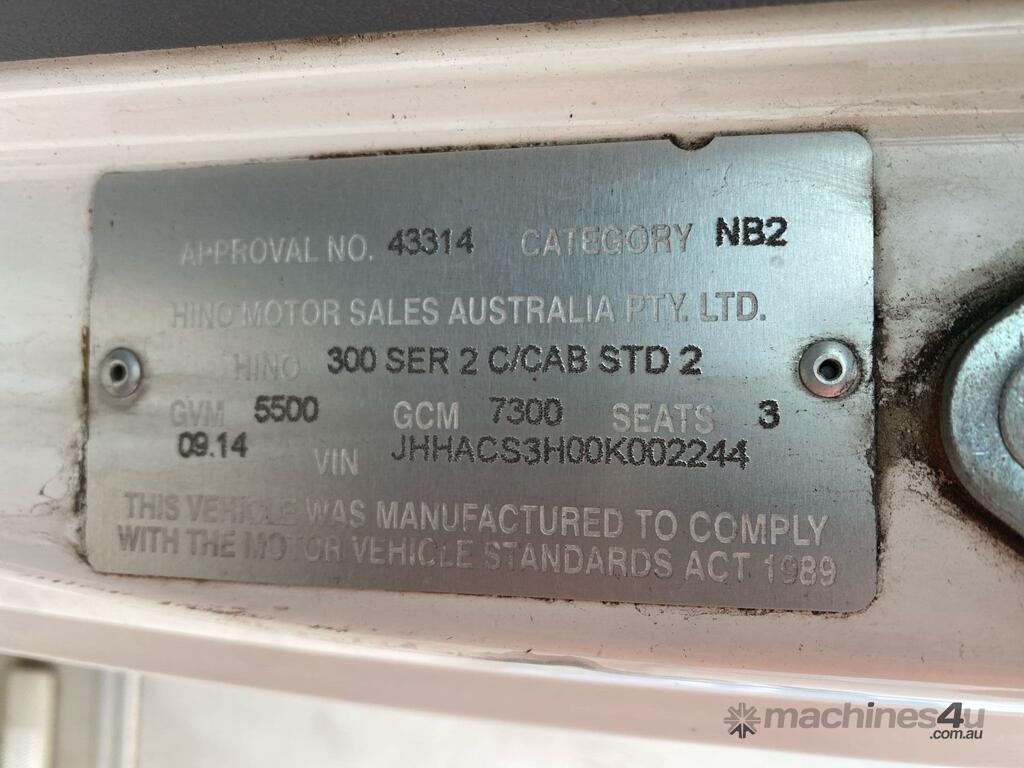 APPROVAL NO. 43314 CATEGORY NB2
HINO MOTOR SALES AUSTRALIA PTY. LTD.
HINO 300 SER 2 C/CAB STD 2
GVM 5500 GCM 7300 SEATS 3
09.14 VIN JHHACS3H00K002244
THIS VEHICLE WAS MANUFACTURED TO COMPLY
WITH THE MOTOR VEHICLE STANDARDS ACT 1989
machines4u
.com.au